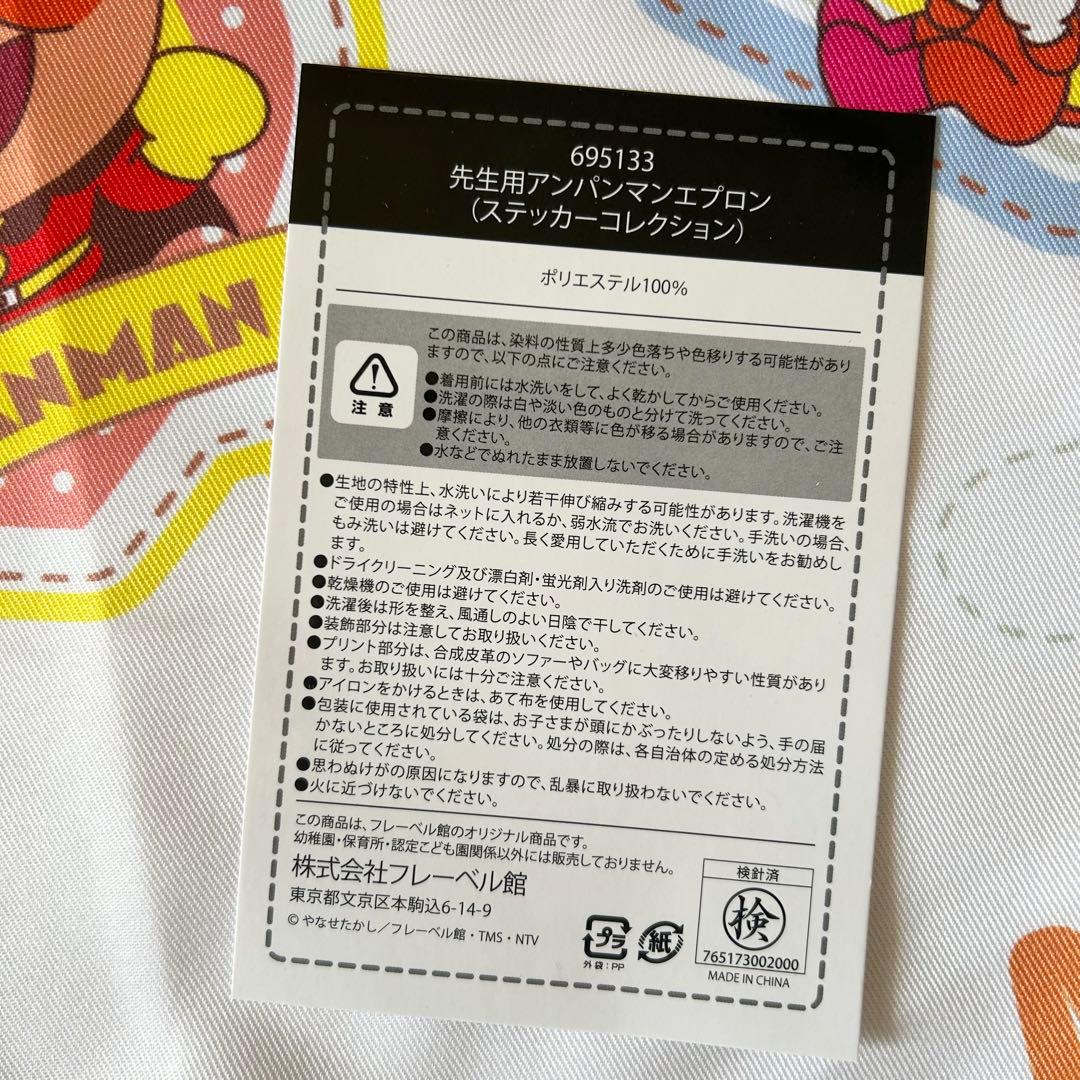 695133
先生用アンパンマンエプロン
(ステッカーコレクション)
ポリエステル100%
この商品は、染料の性質上多少色落ちや色移りする可能性があり
ますので、以下の点にご注意ください。
●着用前には水洗いをして、よく乾かしてからご使用ください。
●洗濯の際は白や淡い色のものと分けて洗ってください。
●摩擦により、他の衣類等に色が移る場合がありますので、ご注
意ください。
●水などでぬれたまま放置しないでください。
注意
●生地の特性上、水洗いにより若干伸び縮みする可能性があります。洗濯機を
ご使用の場合はネットに入れるか、弱水流でお洗いください。手洗いの場合、
もみ洗いは避けてください。長く愛用していただくために手洗いをお勧めし
ます。
●ドライクリーニング及び漂白剤・蛍光剤入り洗剤のご使用は避けてください。
●乾燥機のご使用は避けてください。
●洗濯後は形を整え、風通しのよい日陰で干してください。
●装飾部分は注意してお取り扱いください。
●プリント部分は、合成皮革のソファーやバッグに大変移りやすい性質があり
ます。お取り扱いには十分ご注意ください。
●アイロンをかけるときは、あて布を使用してください。
●包装に使用されている袋は、お子さまが頭にかぶったりしないよう、手の届
かないところに処分してください。処分の際は、各自治体の定める処分方法
に従ってください。
●思わぬけがの原因になりますので、乱暴に取り扱わないでください。
●火に近づけないでください。
この商品は、フレーベル館のオリジナル商品です。
幼稚園・保育所・認定こども園関係以外には販売しておりません。
株式会社フレーベル館
東京都文京区本駒込6-14-9
© やなせたかし／フレーベル館・TMS・NTV
プラ
外袋：PP
紙
検針済
検
765173002000
MADE IN CHINA
NMAN